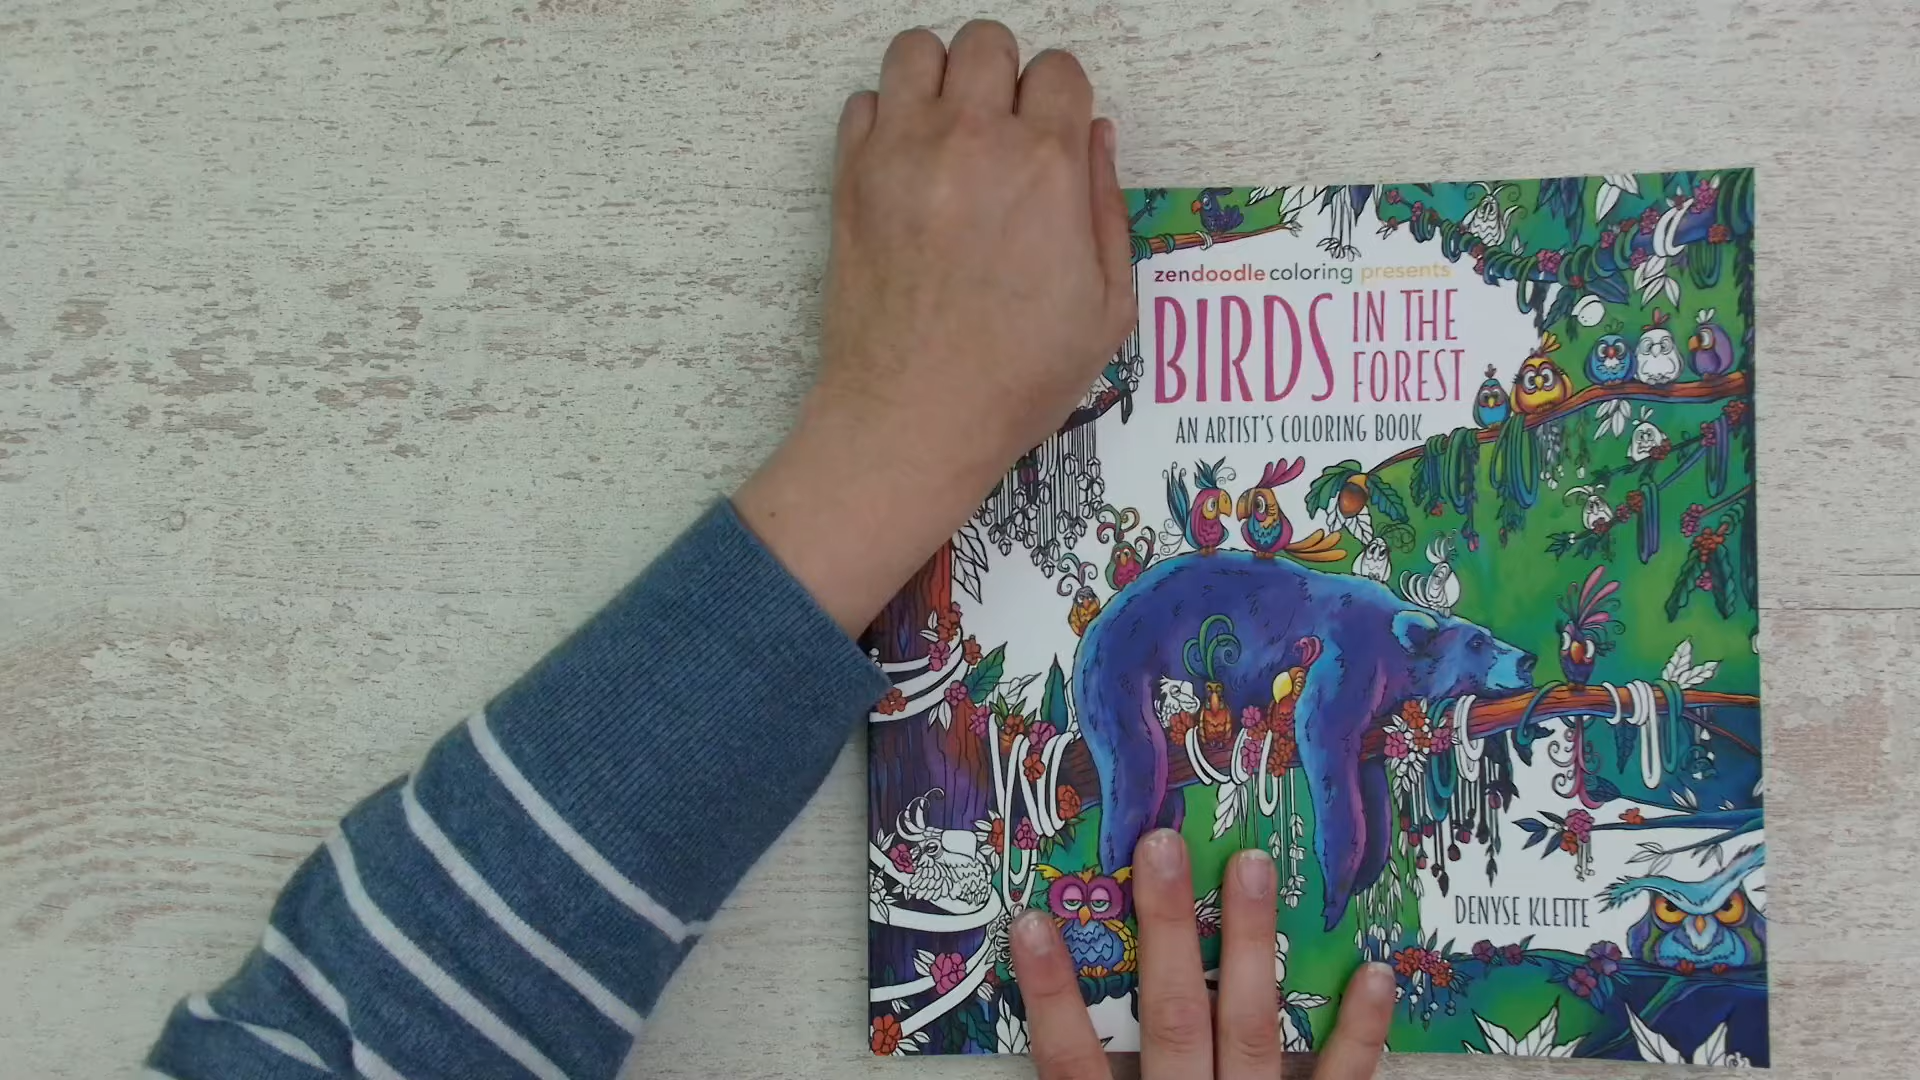 zendoodle coloring presents
BIRDS IN THE
FOREST
AN ARTIST'S COLORING BOOK
DENYSE KLETTE